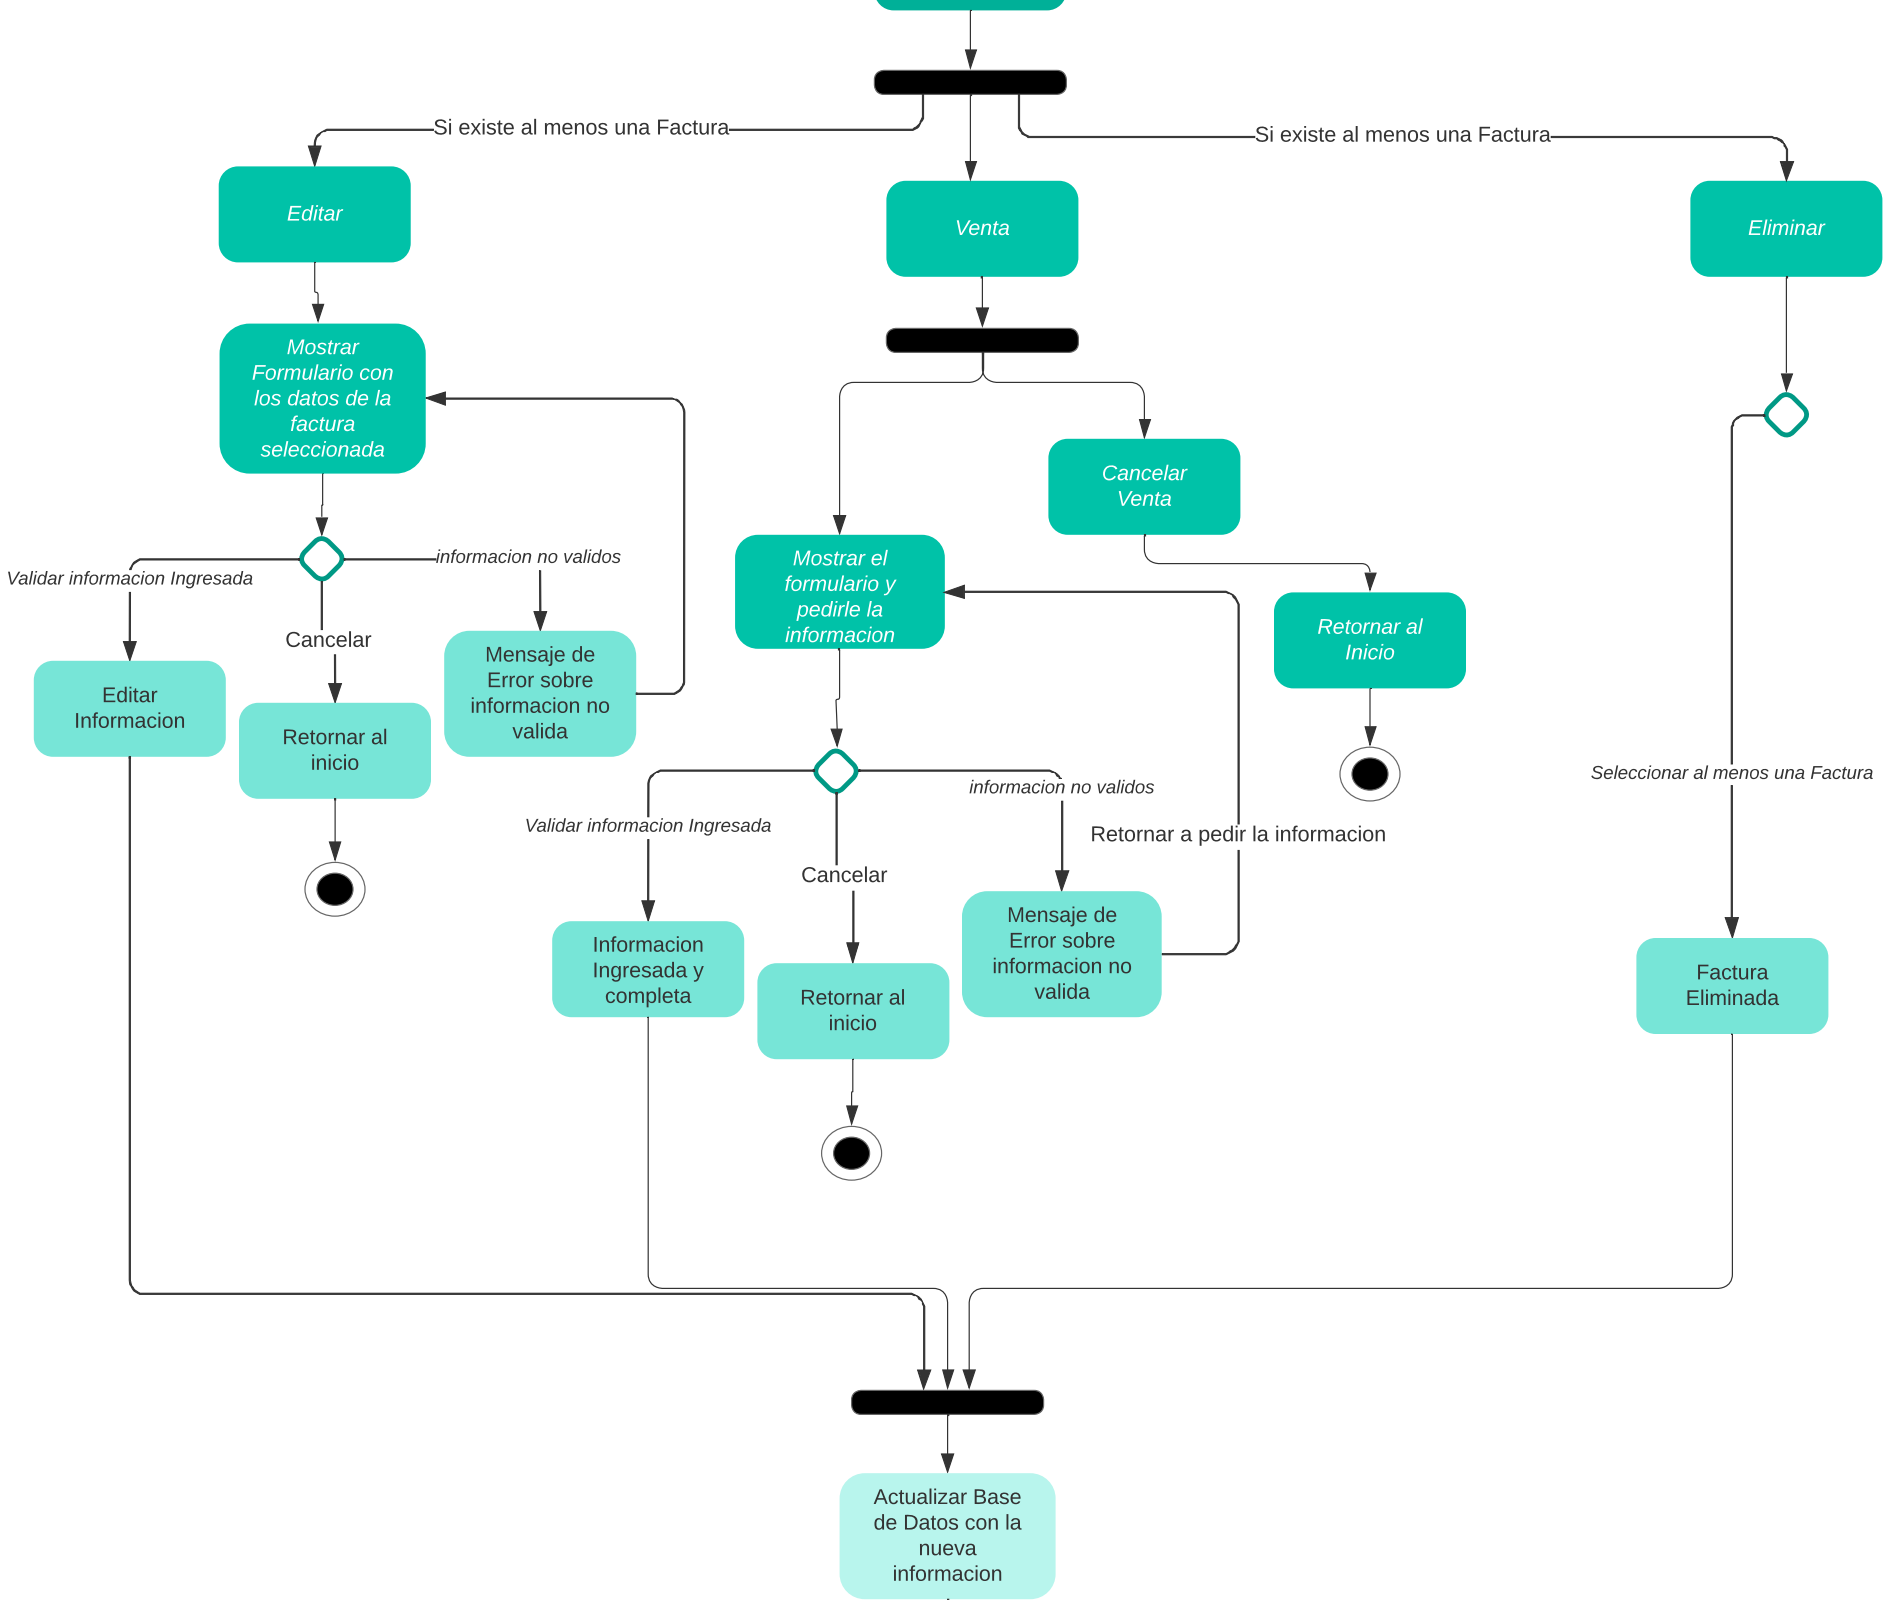 Si existe al menos una Factura
Si existe al menos una Factura
Editar
Venta
Eliminar
Mostrar
Formulario con
los datos de la
factura
seleccionada
Cancelar
Venta
informacion no validos
Validar informacion Ingresada
Mostrar el
formulario y
pedirle la
informacion
Retornar al
Inicio
Cancelar
Mensaje de
Error sobre
informacion no
valida
Editar
Informacion
Retornar al
inicio
Seleccionar al menos una Factura
informacion no validos
Validar informacion Ingresada
Retornar a pedir la informacion
Cancelar
Mensaje de
Error sobre
informacion no
valida
Informacion
Ingresada y
completa
Retornar al
inicio
Factura
Eliminada
Actualizar Base
de Datos con la
nueva
informacion